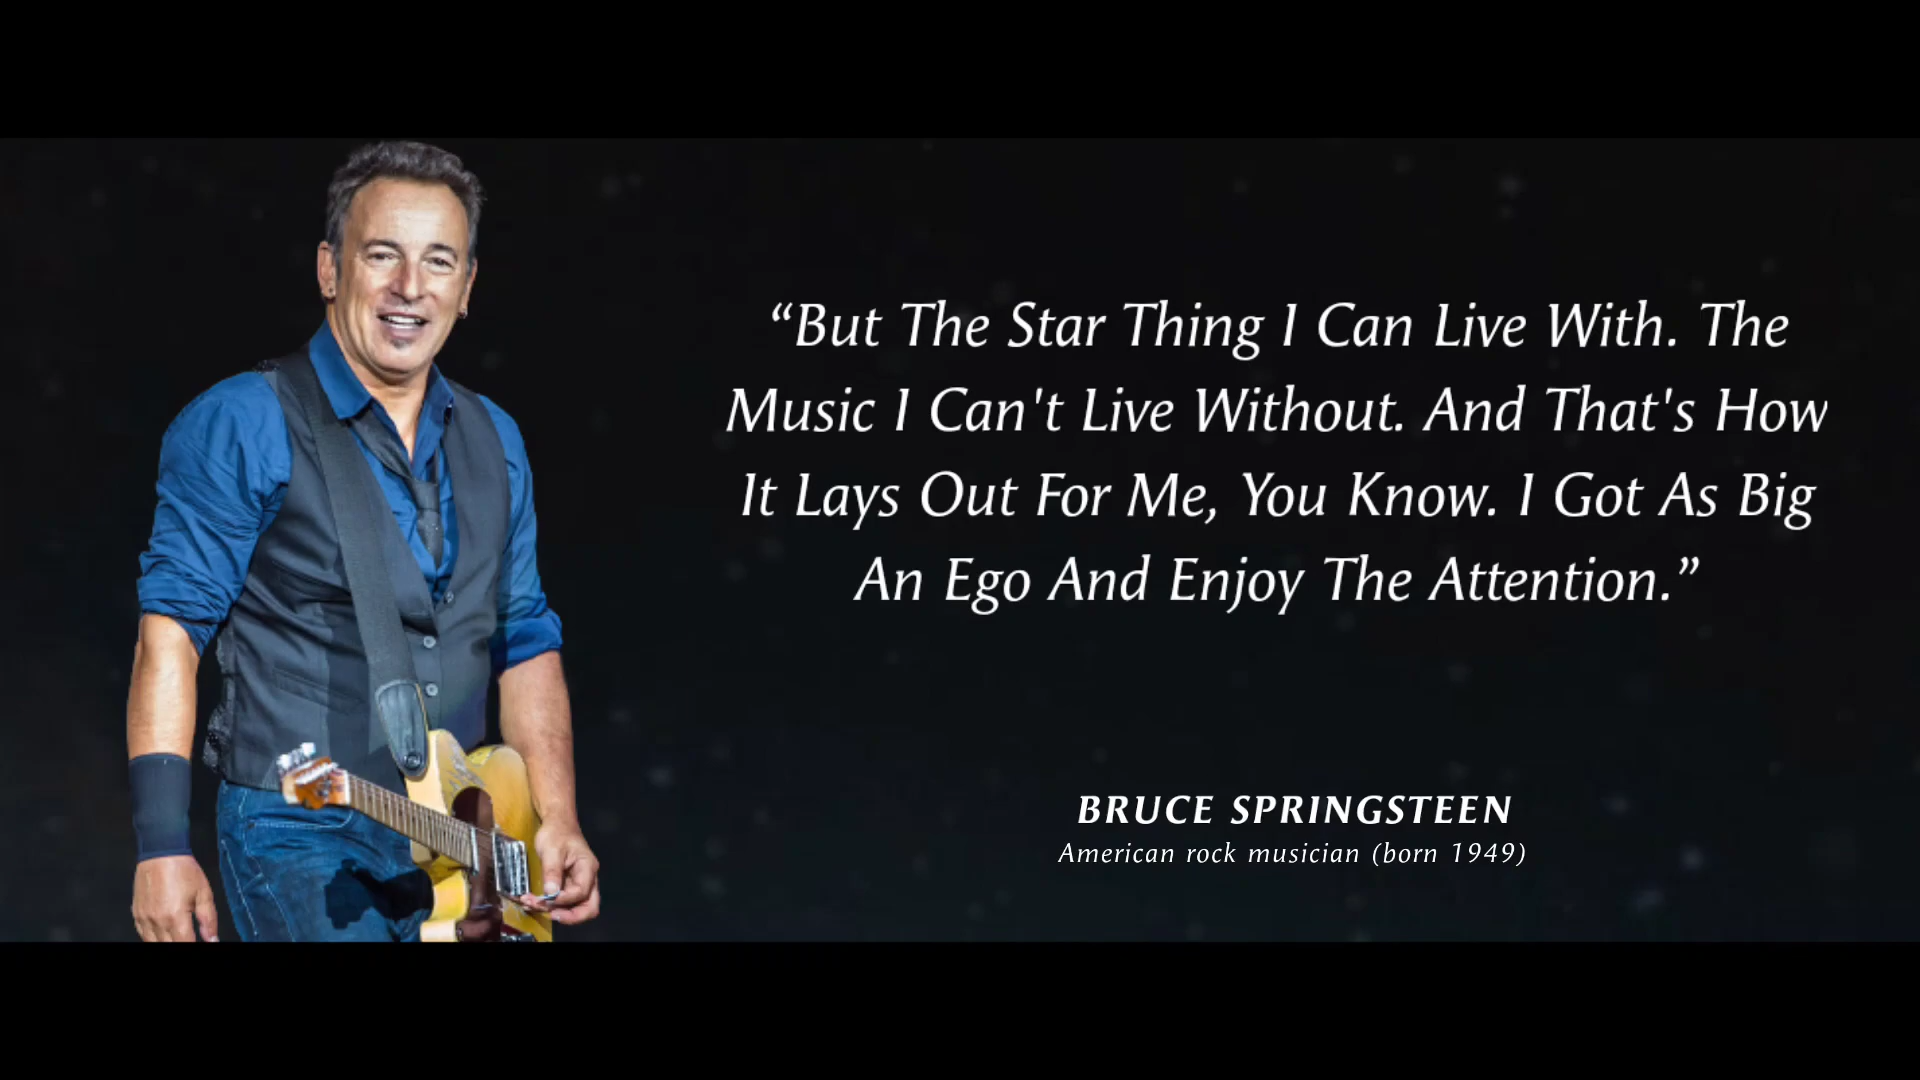 “But The Star Thing I Can Live With. The
Music I Can't Live Without. And That's How
It Lays Out For Me, You Know. I Got As Big
An Ego And Enjoy The Attention.”
BRUCE SPRINGSTEEN
American rock musician (born 1949)